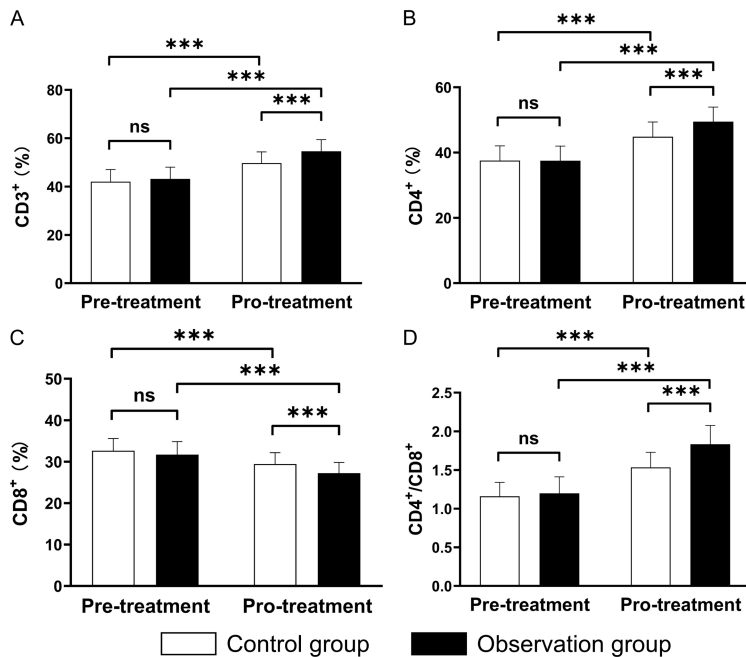 A
CD3+ (%)
80
60
40
20
0
***
***
***
ns
Pre-treatment Pro-treatment
B
CD4+ (%)
60
40
20
0
***
***
***
ns
Pre-treatment Pro-treatment
C
CD8+ (%)
50
40
30
20
10
0
***
***
***
ns
Pre-treatment Pro-treatment
D
CD4+/CD8+
2.5
2.0
1.5
1.0
0.5
0.0
***
***
***
ns
Pre-treatment Pro-treatment
Control group Observation group